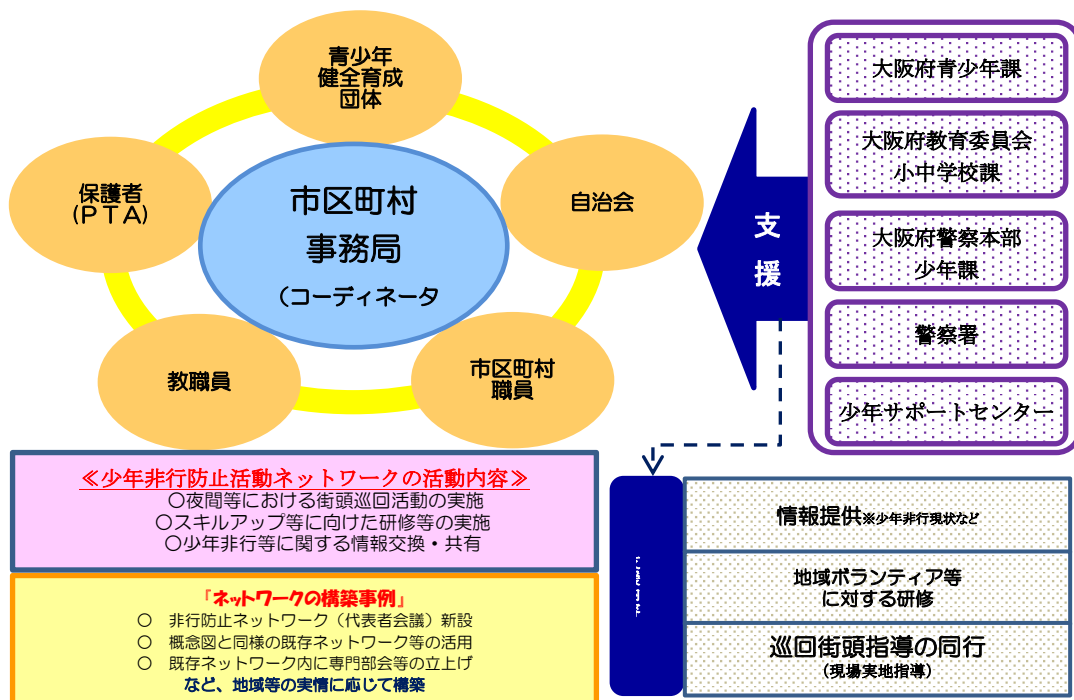 青少年
健全育成
団体
保護者
(ＰＴＡ)
自治会
市区町村
事務局
（コーディネータ
教職員
市区町村
職員
支
援
大阪府青少年課
大阪府教育委員会
小中学校課
大阪府警察本部
少年課
警察署
少年サポートセンター
≪少年非行防止活動ネットワークの活動内容≫
○夜間等における街頭巡回活動の実施
○スキルアップ等に向けた研修等の実施
○少年非行等に関する情報交換・共有
『ネットワークの構築事例』
○　非行防止ネットワーク（代表者会議）新設
○　概念図と同様の既存ネットワーク等の活用
○　既存ネットワーク内に専門部会等の立上げ
など、地域等の実情に応じて構築
情報提供※少年非行現状など
地域ボランティア等
に対する研修
巡回街頭指導の同行
（現場実地指導）